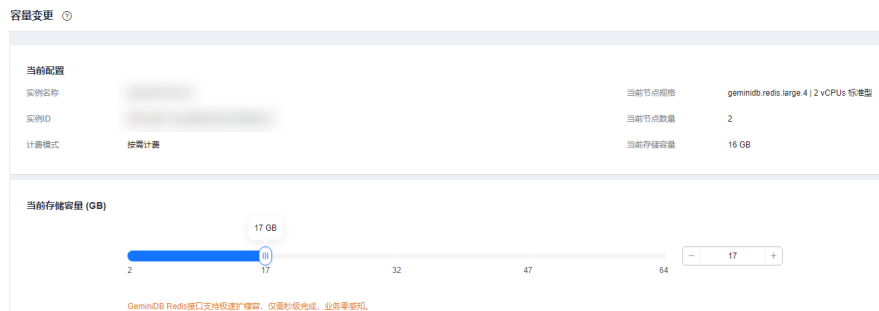 容量变更
当前配置
实例名称
当前节点规格 geminidb.redis.large.4 | 2 vCPUs 标准型
实例ID
当前节点数量 2
计费模式 按需计费
当前存储容量 16 GB
当前存储容量 (GB)
17 GB
2 17 32 47 64
− 17 +
GeminiDB Redis接口支持极速扩缩容，仅需秒级完成，业务零感知。